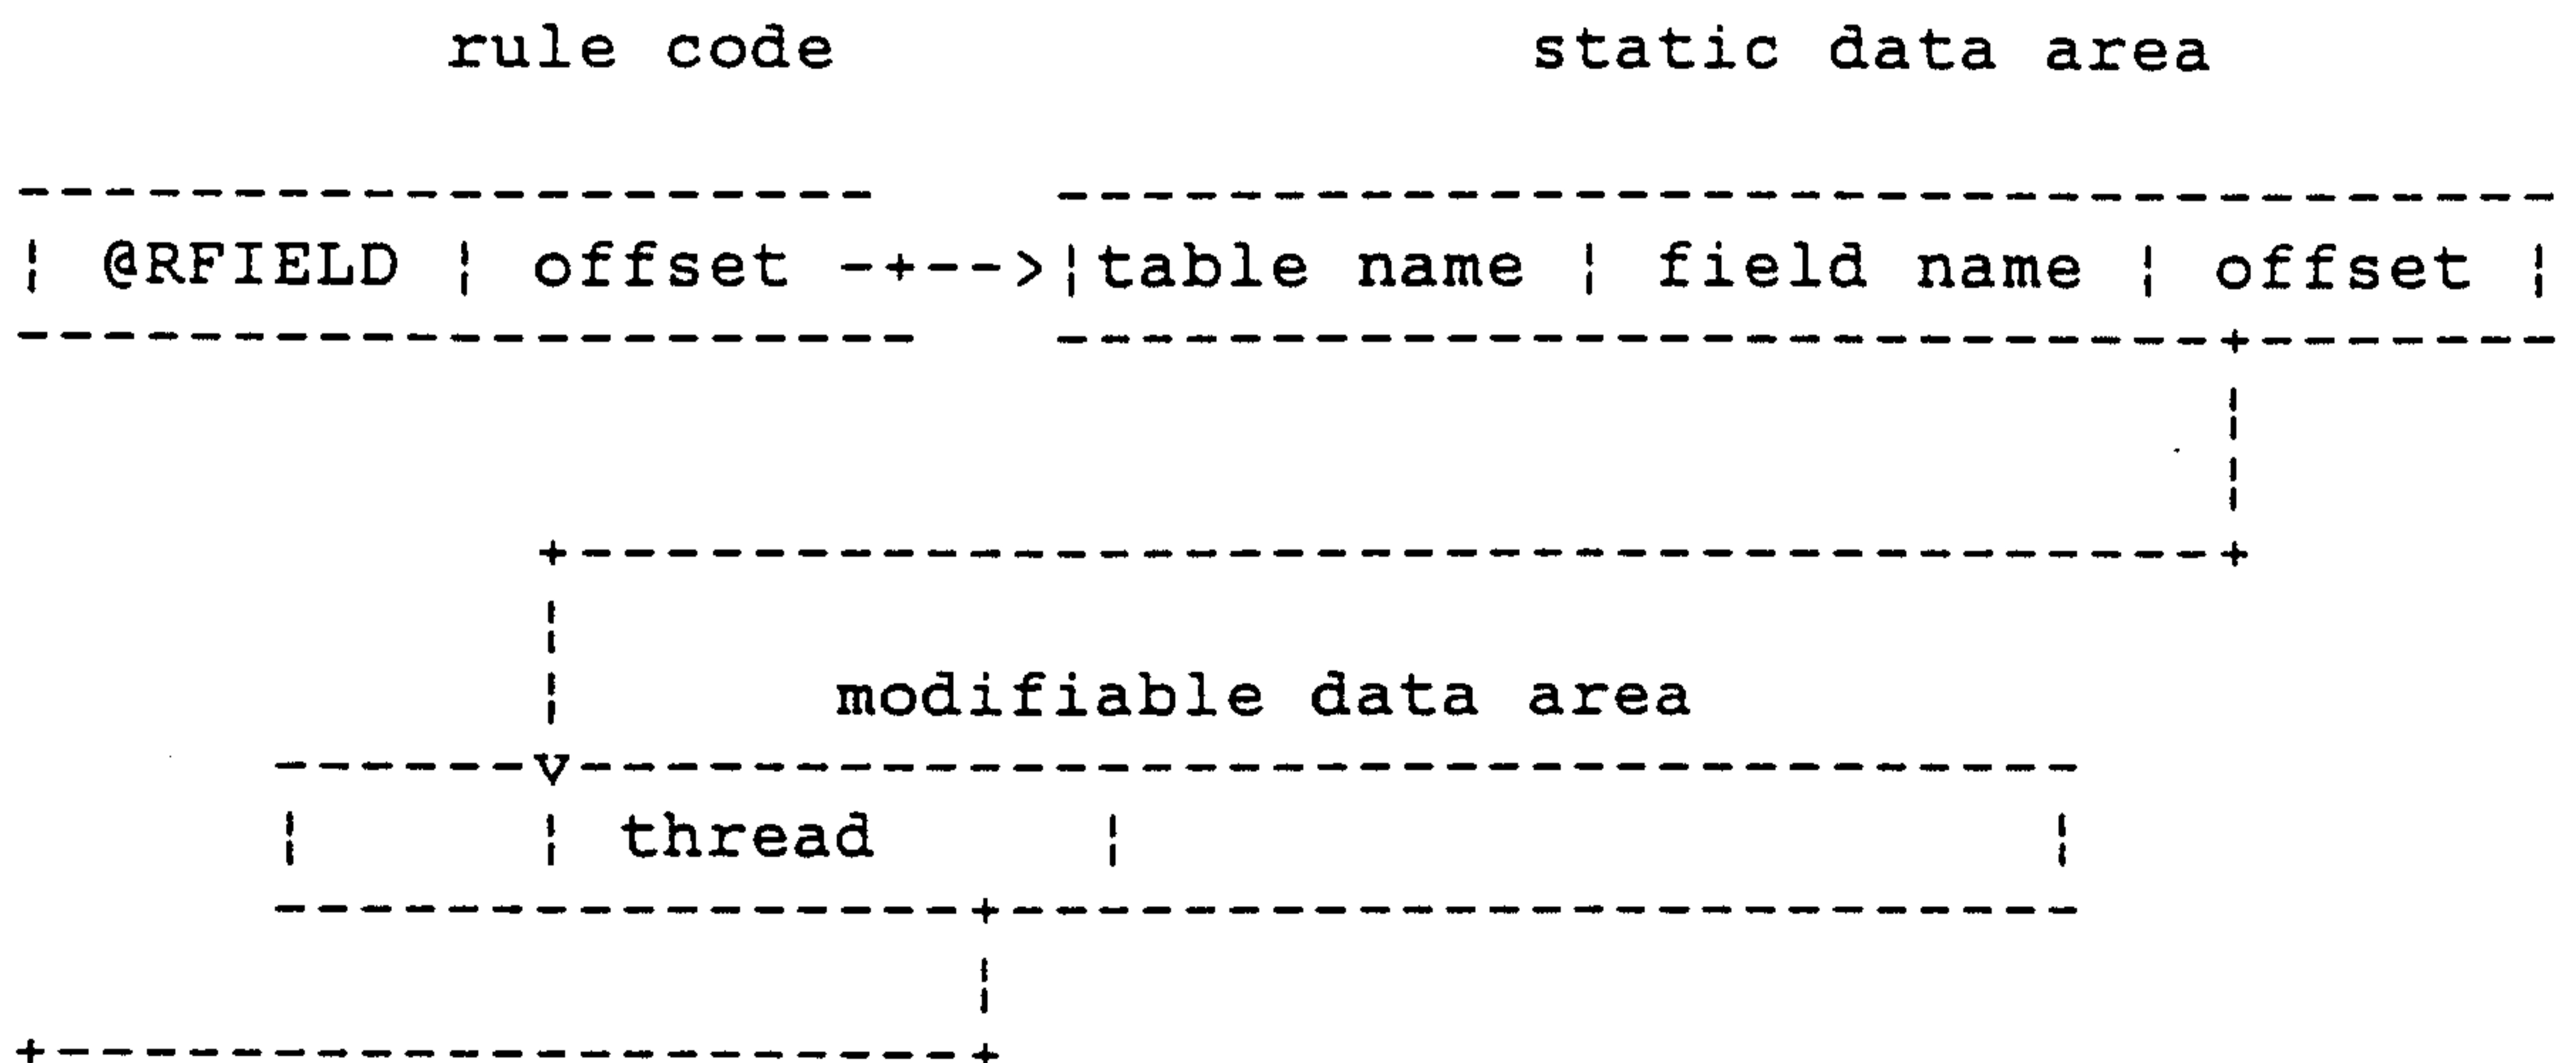 rule code static data area
¦ @RFIELD ¦ offset -+-->¦table name ¦ field name ¦ offset ¦
modifiable data area
¦ ¦ thread ¦ ¦